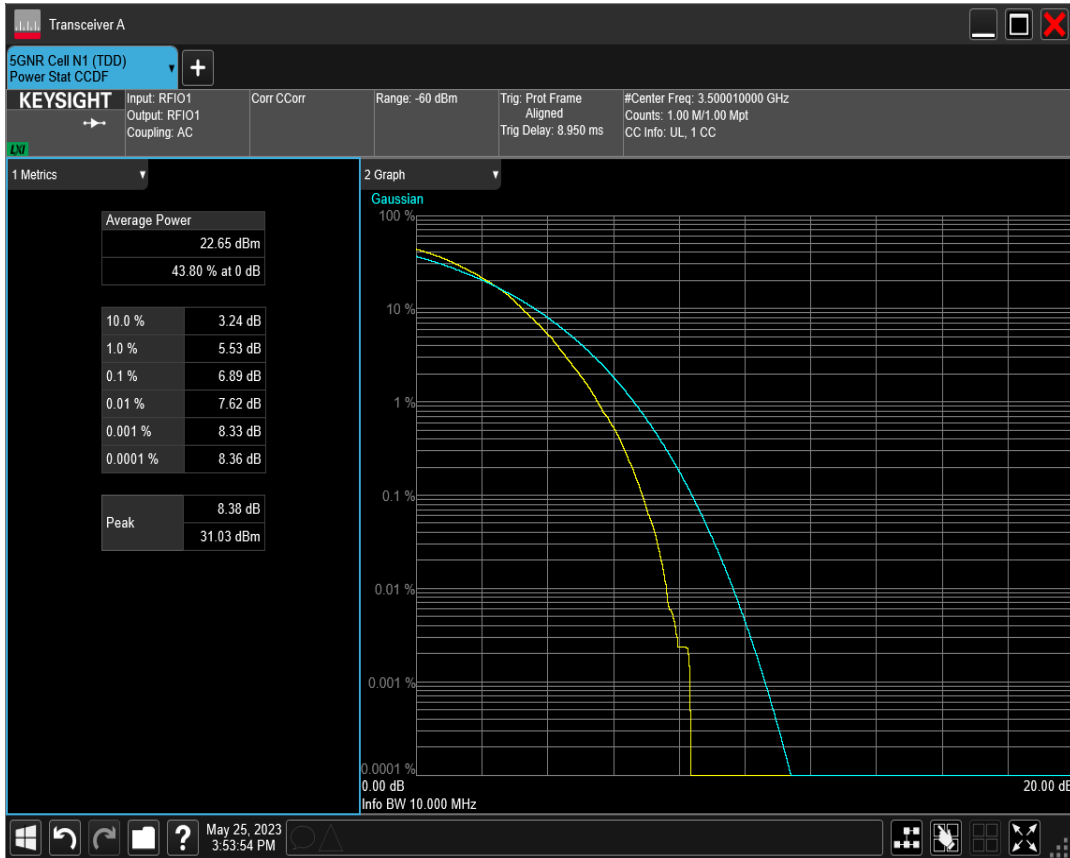 Transceiver A
5GNR Cell N1 (TDD)
Power Stat CCDF
+
KEYSIGHT
LXI
Input: RFIO1
Output: RFIO1
Coupling: AC
Corr CCorr
Range: -60 dBm
Trig: Prot Frame
Aligned
Trig Delay: 8.950 ms
#Center Freq: 3.500010000 GHz
Counts: 1.00 M/1.00 Mpt
CC Info: UL, 1 CC
1 Metrics
Average Power
22.65 dBm
43.80 % at 0 dB
10.0 % 3.24 dB
1.0 % 5.53 dB
0.1 % 6.89 dB
0.01 % 7.62 dB
0.001 % 8.33 dB
0.0001 % 8.36 dB
Peak
8.38 dB
31.03 dBm
2 Graph
Gaussian
100 %
10 %
1 %
0.1 %
0.01 %
0.001 %
0.0001 %
0.00 dB 20.00 dB
Info BW 10.000 MHz
?
May 25, 2023
3:53:54 PM